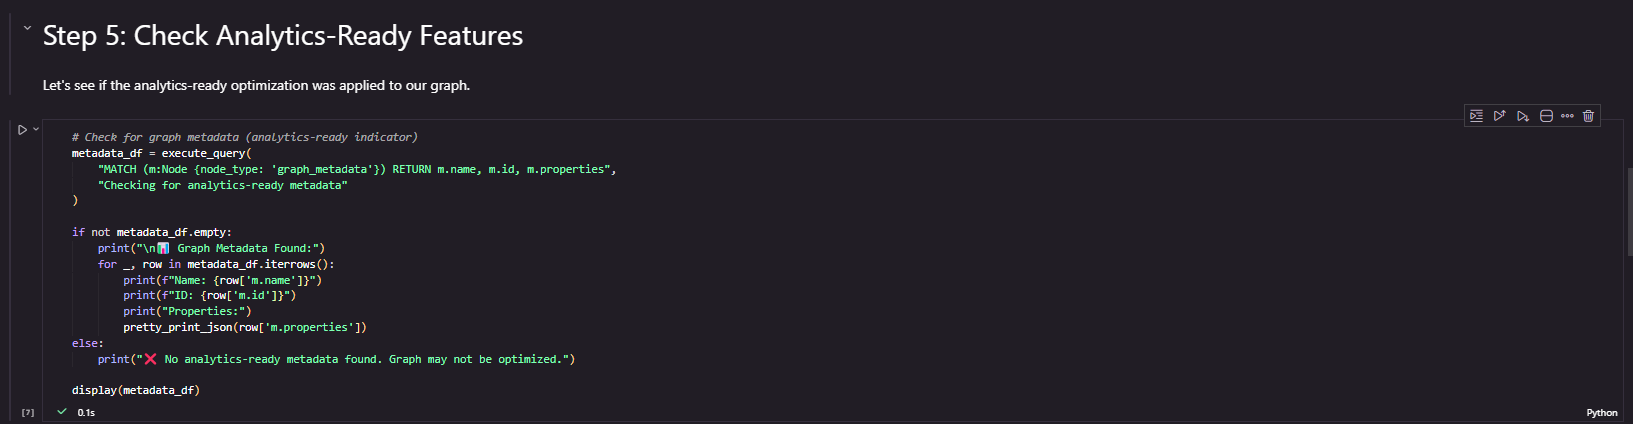 Step 5: Check Analytics-Ready Features
Let's see if the analytics-ready optimization was applied to our graph.
# Check for graph metadata (analytics-ready indicator)
metadata_df = execute_query(
    "MATCH (m:Node {node_type: 'graph_metadata'}) RETURN m.name, m.id, m.properties",
    "Checking for analytics-ready metadata"
)
if not metadata_df.empty:
    print("\n📊 Graph Metadata Found:")
    for _, row in metadata_df.iterrows():
        print(f"Name: {row['m.name']}")
        print(f"ID: {row['m.id']}")
        print("Properties:")
        pretty_print_json(row['m.properties'])
else:
    print("❌ No analytics-ready metadata found. Graph may not be optimized.")
display(metadata_df)
[7] 0.1s Python